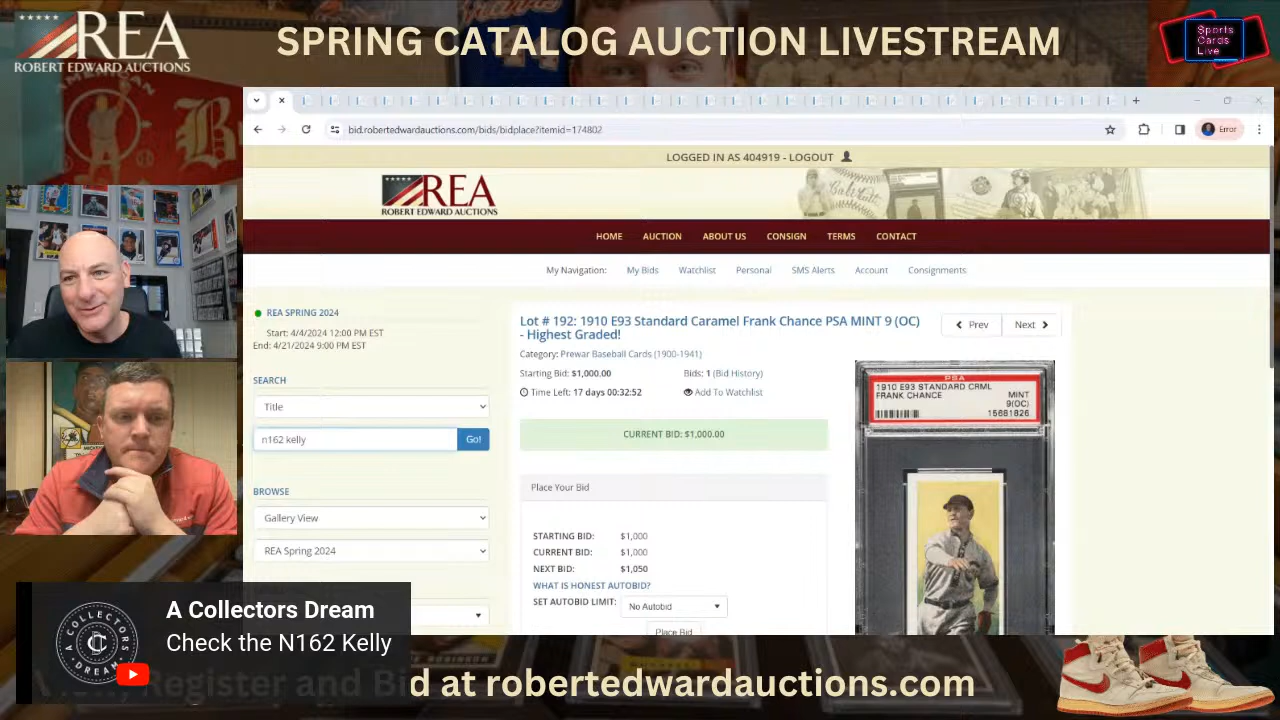 REA
ROBERT EDWARD AUCTIONS
SPRING CATALOG AUCTION LIVESTREAM
Sports
Cards
Live
bid.robertedwardauctions.com/bids/bidplace?itemid=174802
Error
LOGGED IN AS 404919 - LOGOUT
REA
ROBERT EDWARD AUCTIONS
HOME
AUCTION
ABOUT US
CONSIGN
TERMS
CONTACT
My Navigation:
My Bids
Watchlist
Personal
SMS Alerts
Account
Consignments
REA SPRING 2024
Start: 4/4/2024 12:00 PM EST
End: 4/21/2024 9:00 PM EST
SEARCH
Title
n162 kelly
Go!
BROWSE
Gallery View
REA Spring 2024
Lot # 192: 1910 E93 Standard Caramel Frank Chance PSA MINT 9 (OC)
- Highest Graded!
Prev
Next
Category: Prewar Baseball Cards (1900-1941)
Starting Bid: $1,000.00
Bids: 1 (Bid History)
Time Left: 17 days 00:32:52
Add To Watchlist
CURRENT BID: $1,000.00
Place Your Bid
STARTING BID: $1,000
CURRENT BID: $1,000
NEXT BID: $1,050
WHAT IS HONEST AUTOBID?
SET AUTOBID LIMIT: No Autobid
Place Bid
PSA
1910 E93 STANDARD CRML
FRANK CHANCE
MINT
9(OC)
15681826
A COLLECTORS DREAM
A Collectors Dream
Check the N162 Kelly
Register and Bid at robertedwardauctions.com